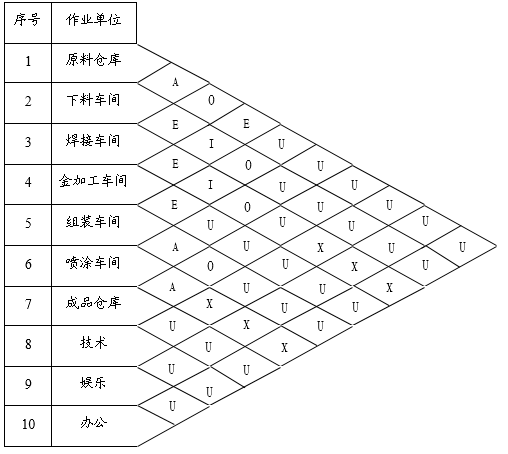 序号 作业单位
1 原料仓库
A
2 下料车间 O
E E
3 焊接车间 I U
E O U
4 金加工车间 I U U
E O U U
5 组装车间 U U U U
A U X U U
6 喷涂车间 O U X U
A U U X
7 成品仓库 X U U
U X U
8 技术 U X
U U
9 娱乐 U
U
10 办公